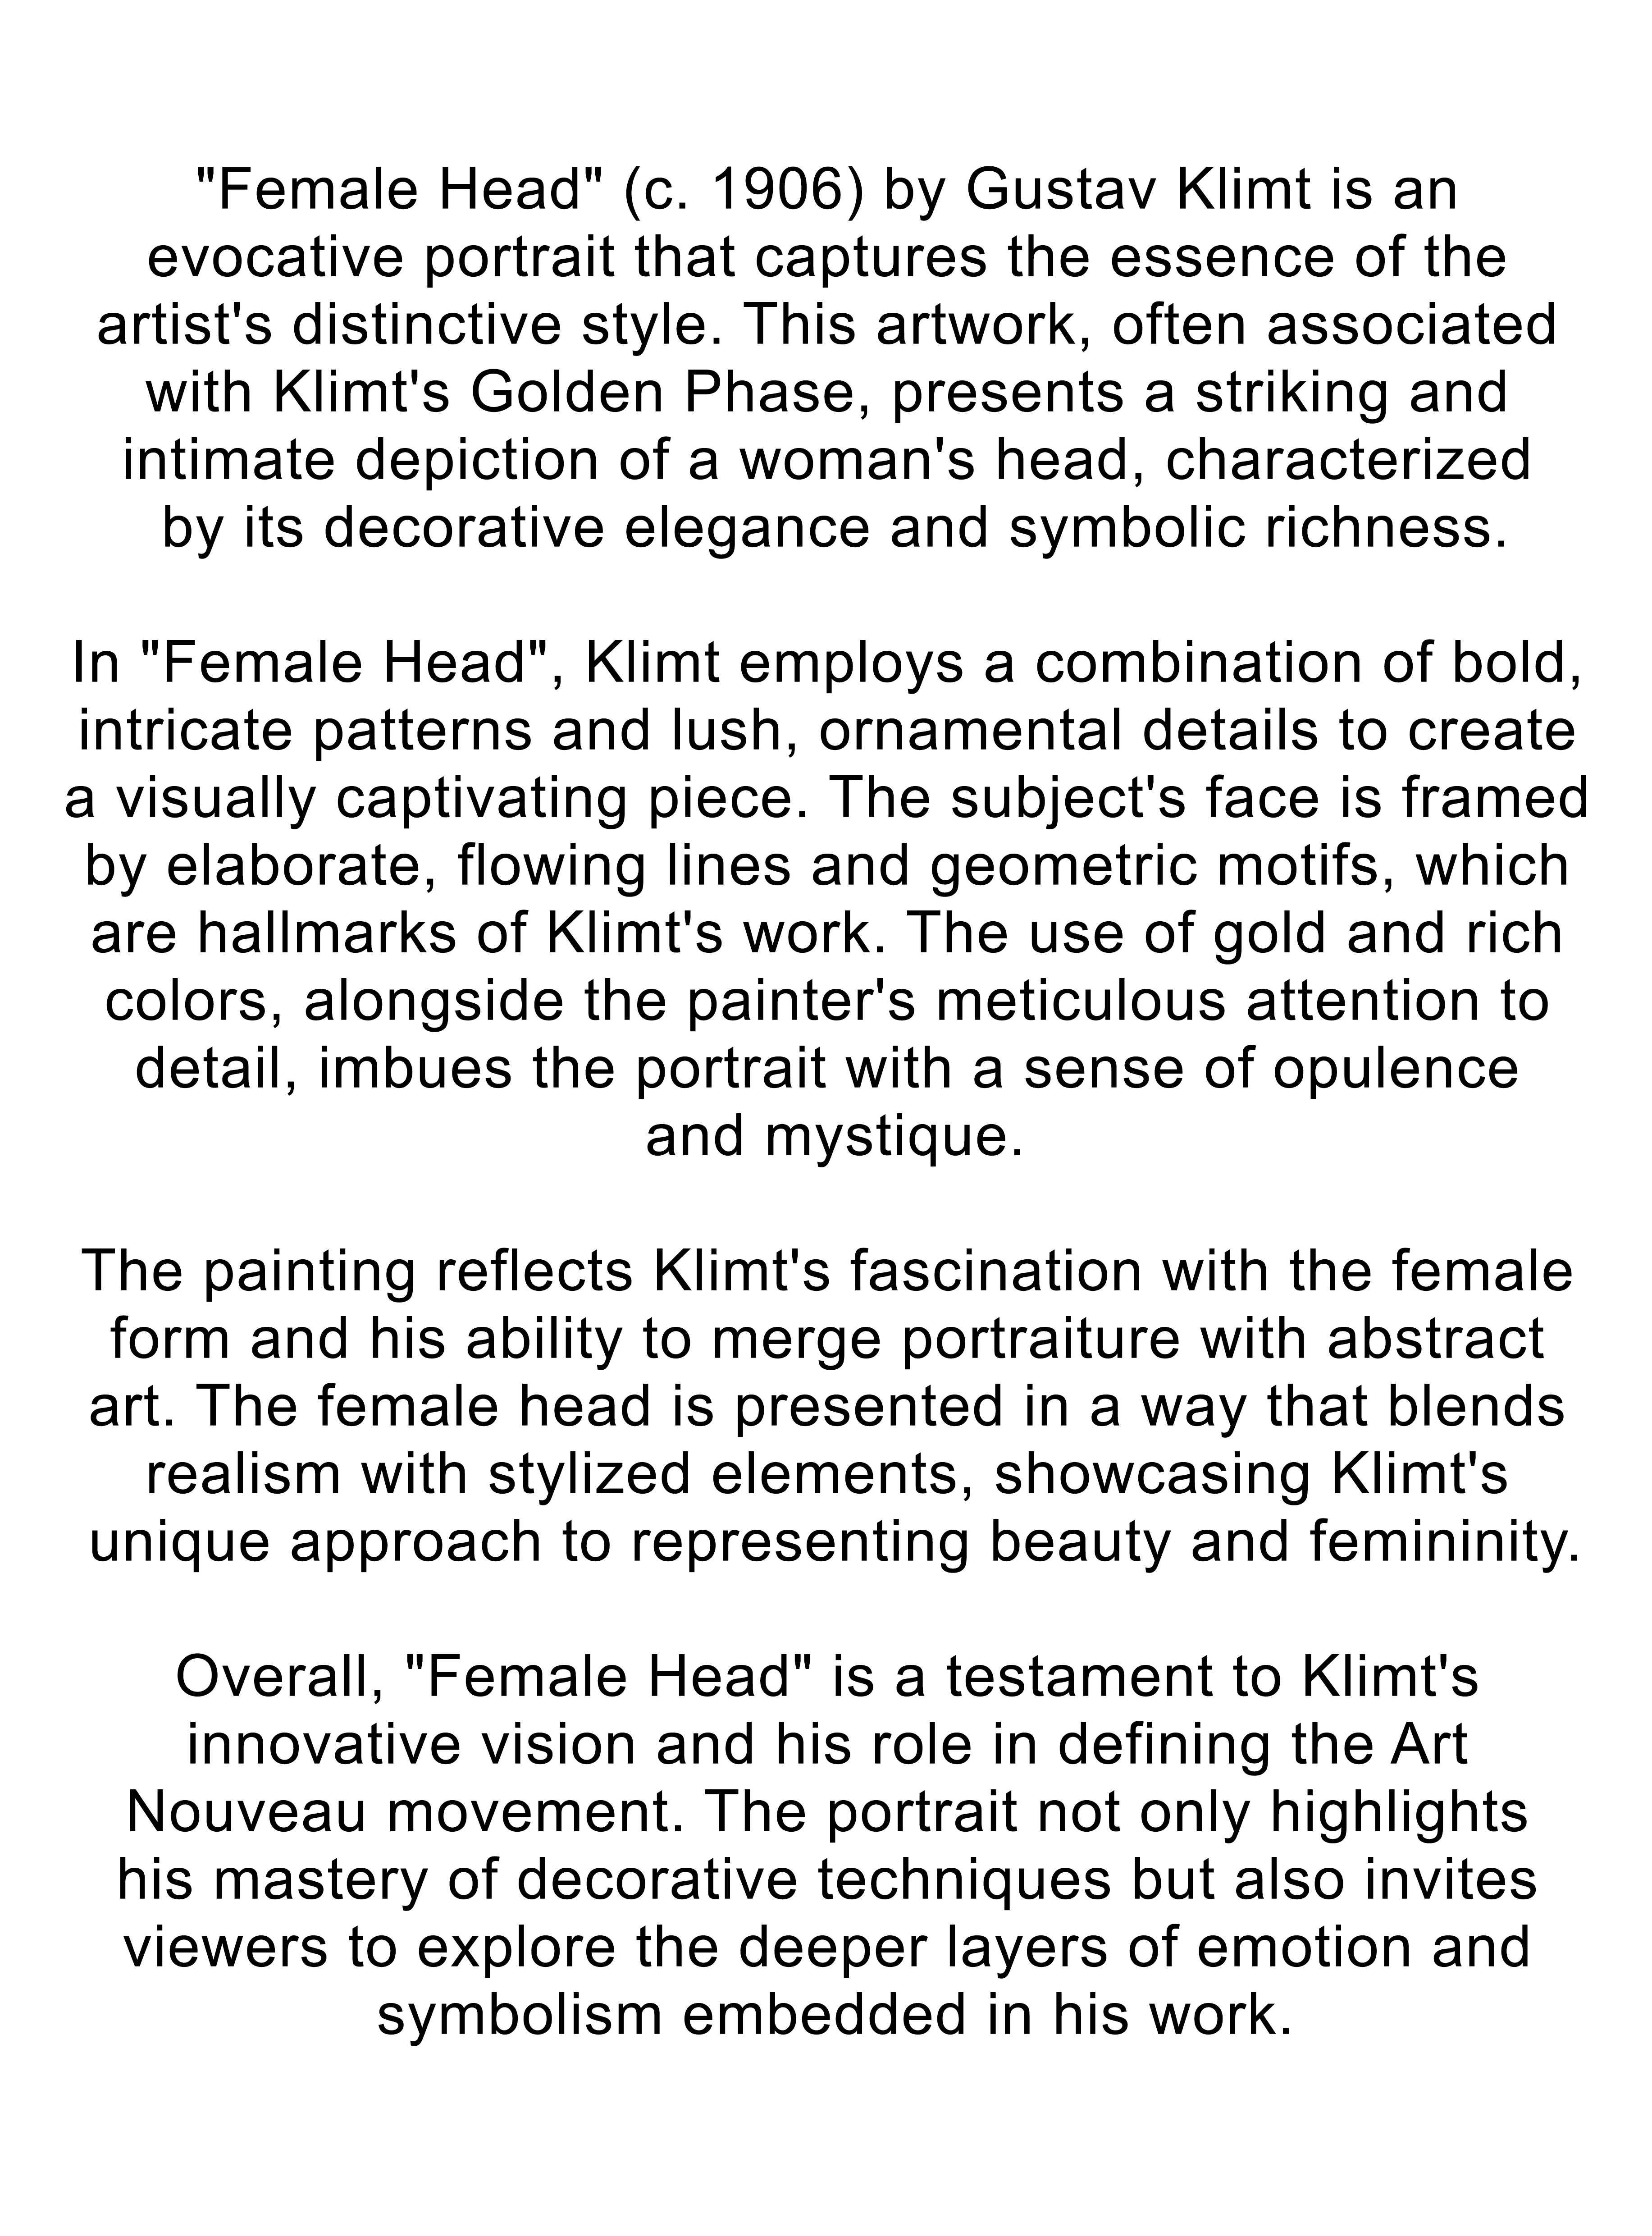 "Female Head" (c. 1906) by Gustav Klimt is an
evocative portrait that captures the essence of the
artist's distinctive style. This artwork, often associated
with Klimt's Golden Phase, presents a striking and
intimate depiction of a woman's head, characterized
by its decorative elegance and symbolic richness.
In "Female Head", Klimt employs a combination of bold,
intricate patterns and lush, ornamental details to create
a visually captivating piece. The subject's face is framed
by elaborate, flowing lines and geometric motifs, which
are hallmarks of Klimt's work. The use of gold and rich
colors, alongside the painter's meticulous attention to
detail, imbues the portrait with a sense of opulence
and mystique.
The painting reflects Klimt's fascination with the female
form and his ability to merge portraiture with abstract
art. The female head is presented in a way that blends
realism with stylized elements, showcasing Klimt's
unique approach to representing beauty and femininity.
Overall, "Female Head" is a testament to Klimt's
innovative vision and his role in defining the Art
Nouveau movement. The portrait not only highlights
his mastery of decorative techniques but also invites
viewers to explore the deeper layers of emotion and
symbolism embedded in his work.